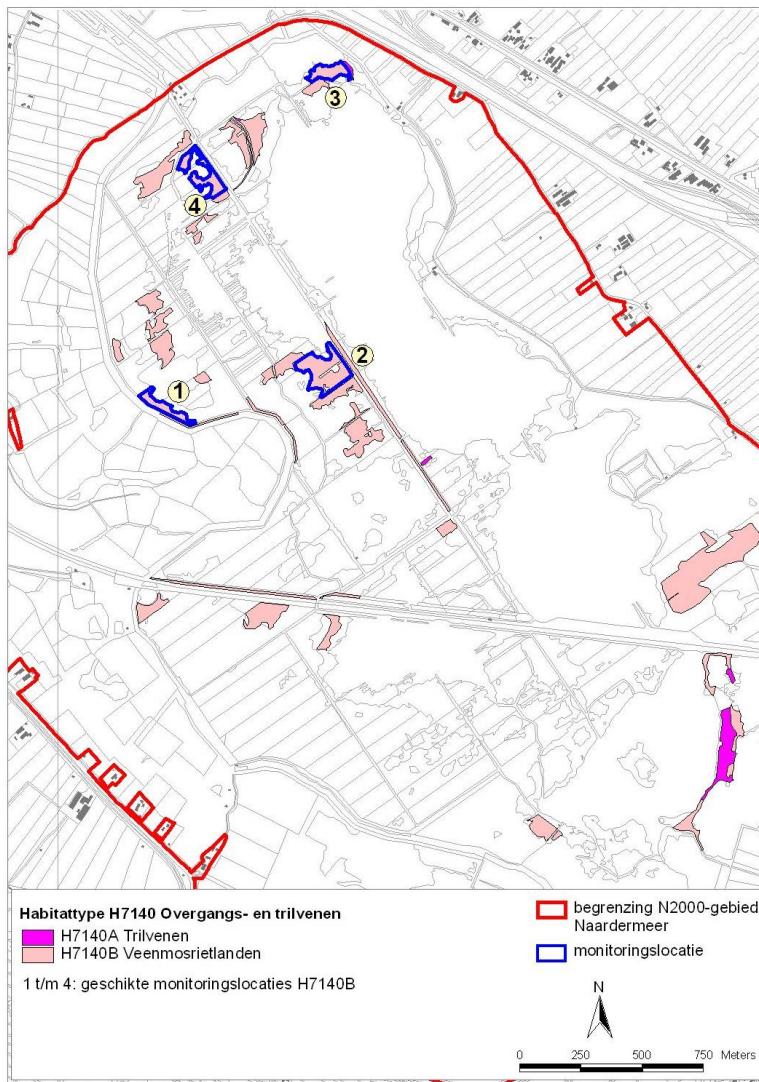 3
4
2
1
Habitattype H7140 Overgangs- en trilvenen
H7140A Trilvenen
H7140B Veenmosrietlanden
1 t/m 4: geschikte monitoringslocaties H7140B
begrenzing N2000-gebied
Naardermeer
monitoringslocatie
N
0 250 500 750 Meters